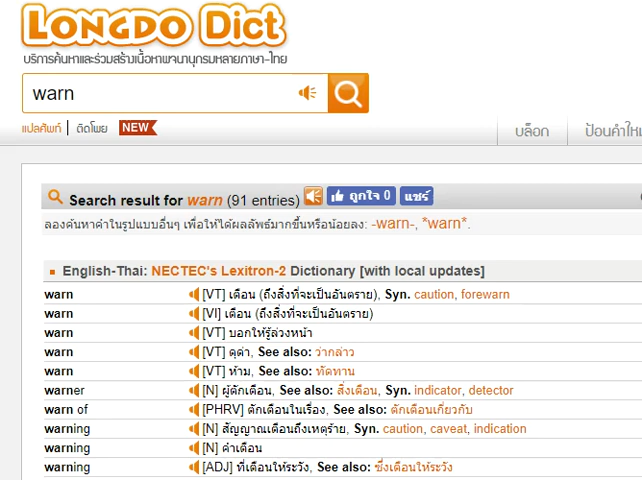 LONGDO Dict
บริการค้นหาและร่วมสร้างเนื้อหาพจนานุกรมหลายภาษา-ไทย
warn
แปลศัพท์ | ติดโพย NEW
บล็อก ป้อนคำใหม่
Search result for warn (91 entries) ถูกใจ 0 แชร์
ลองค้นหาคำในรูปแบบอื่นๆ เพื่อให้ได้ผลลัพธ์มากขึ้นหรือน้อยลง: -warn-, *warn*.
English-Thai: NECTEC's Lexitron-2 Dictionary [with local updates]
warn [VT] เตือน (ถึงสิ่งที่จะเป็นอันตราย), Syn. caution, forewarn
warn [VI] เตือน (ถึงสิ่งที่จะเป็นอันตราย)
warn [VT] บอกให้รู้ล่วงหน้า
warn [VT] ดุด่า, See also: ว่ากล่าว
warn [VT] ห้าม, See also: ทัดทาน
warner [N] ผู้ตักเตือน, See also: สิ่งเตือน, Syn. indicator, detector
warn of [PHRV] ตักเตือนในเรื่อง, See also: ตักเตือนเกี่ยวกับ
warning [N] สัญญาณเตือนถึงเหตุร้าย, Syn. caution, caveat, indication
warning [N] คำเตือน
warning [ADJ] ที่เตือนให้ระวัง, See also: ซึ่งเตือนให้ระวัง